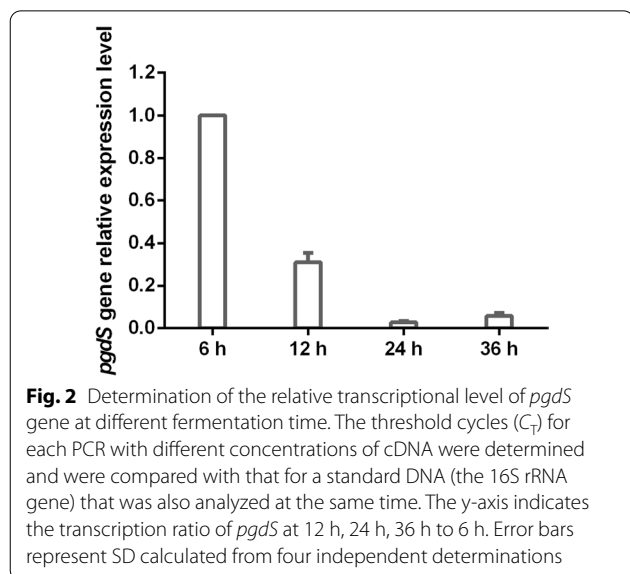 pgdS gene relative expression level
1.2
1.0
0.8
0.6
0.4
0.2
0.0
6 h 12 h 24 h 36 h
Fig. 2 Determination of the relative transcriptional level of pgdS
gene at different fermentation time. The threshold cycles (CT) for
each PCR with different concentrations of cDNA were determined
and were compared with that for a standard DNA (the 16S rRNA
gene) that was also analyzed at the same time. The y-axis indicates
the transcription ratio of pgdS at 12 h, 24 h, 36 h to 6 h. Error bars
represent SD calculated from four independent determinations